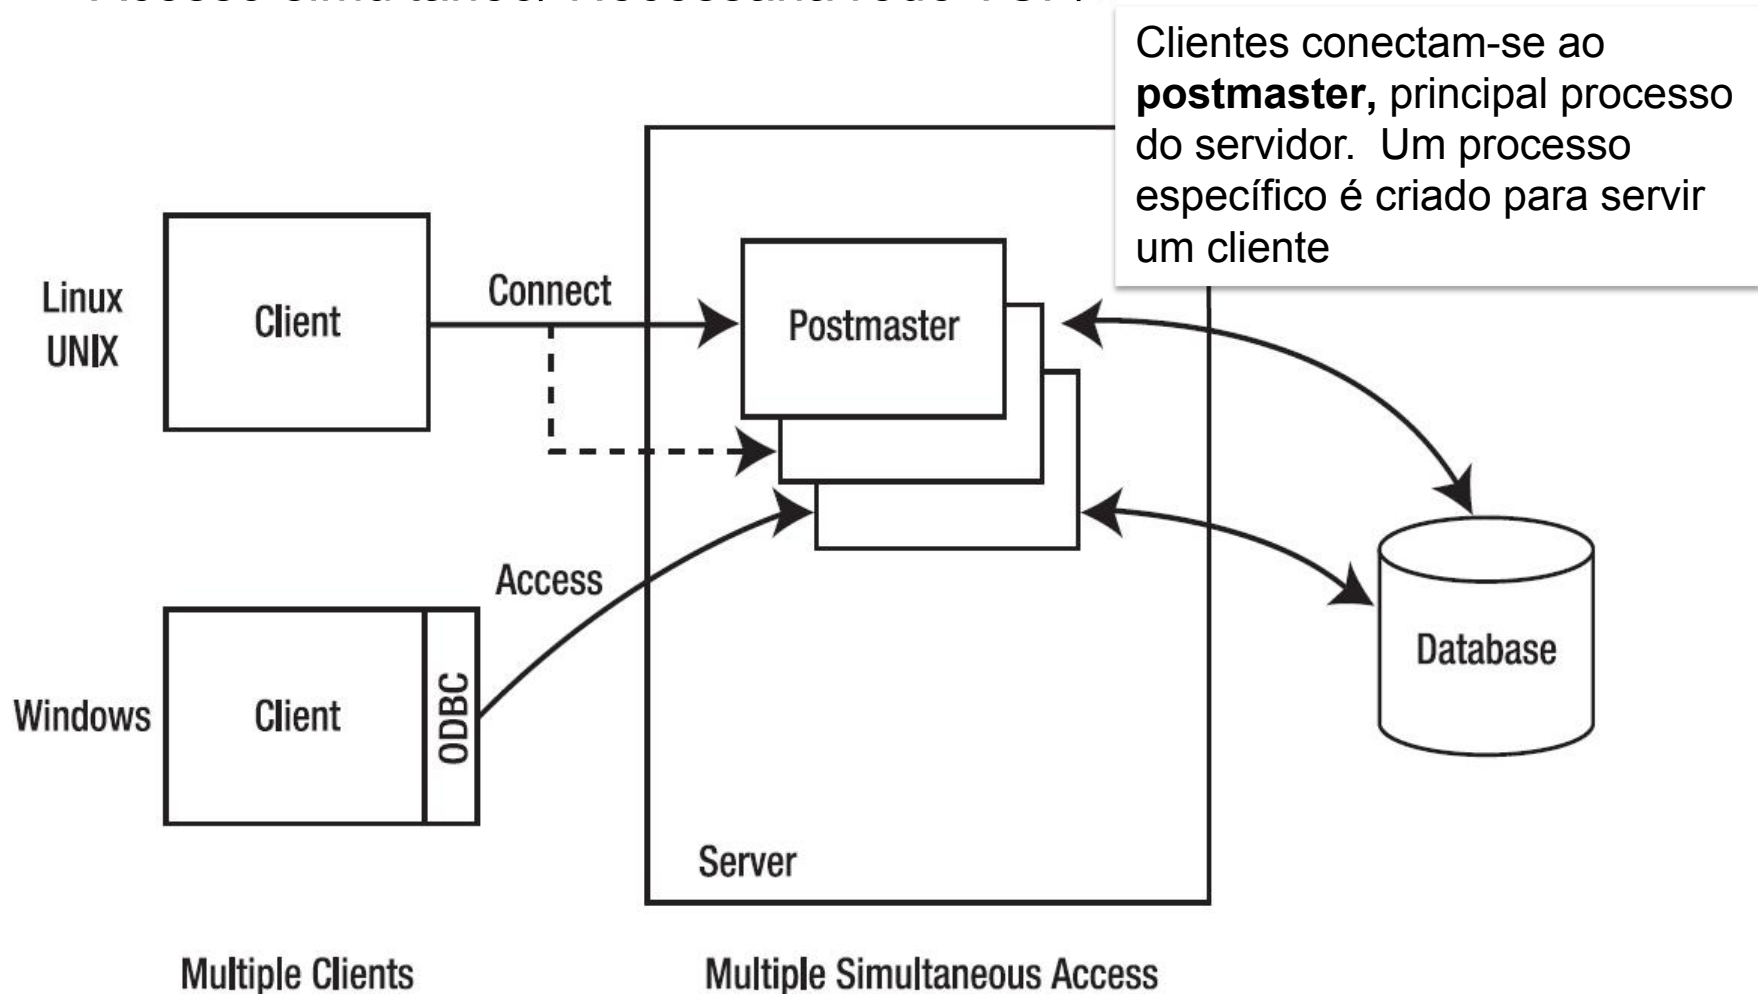 Clientes conectam-se ao
postmaster, principal processo
do servidor. Um processo
específico é criado para servir
um cliente
Linux
UNIX
Client
Connect
Postmaster
Access
Windows
Client
ODBC
Database
Server
Multiple Clients
Multiple Simultaneous Access